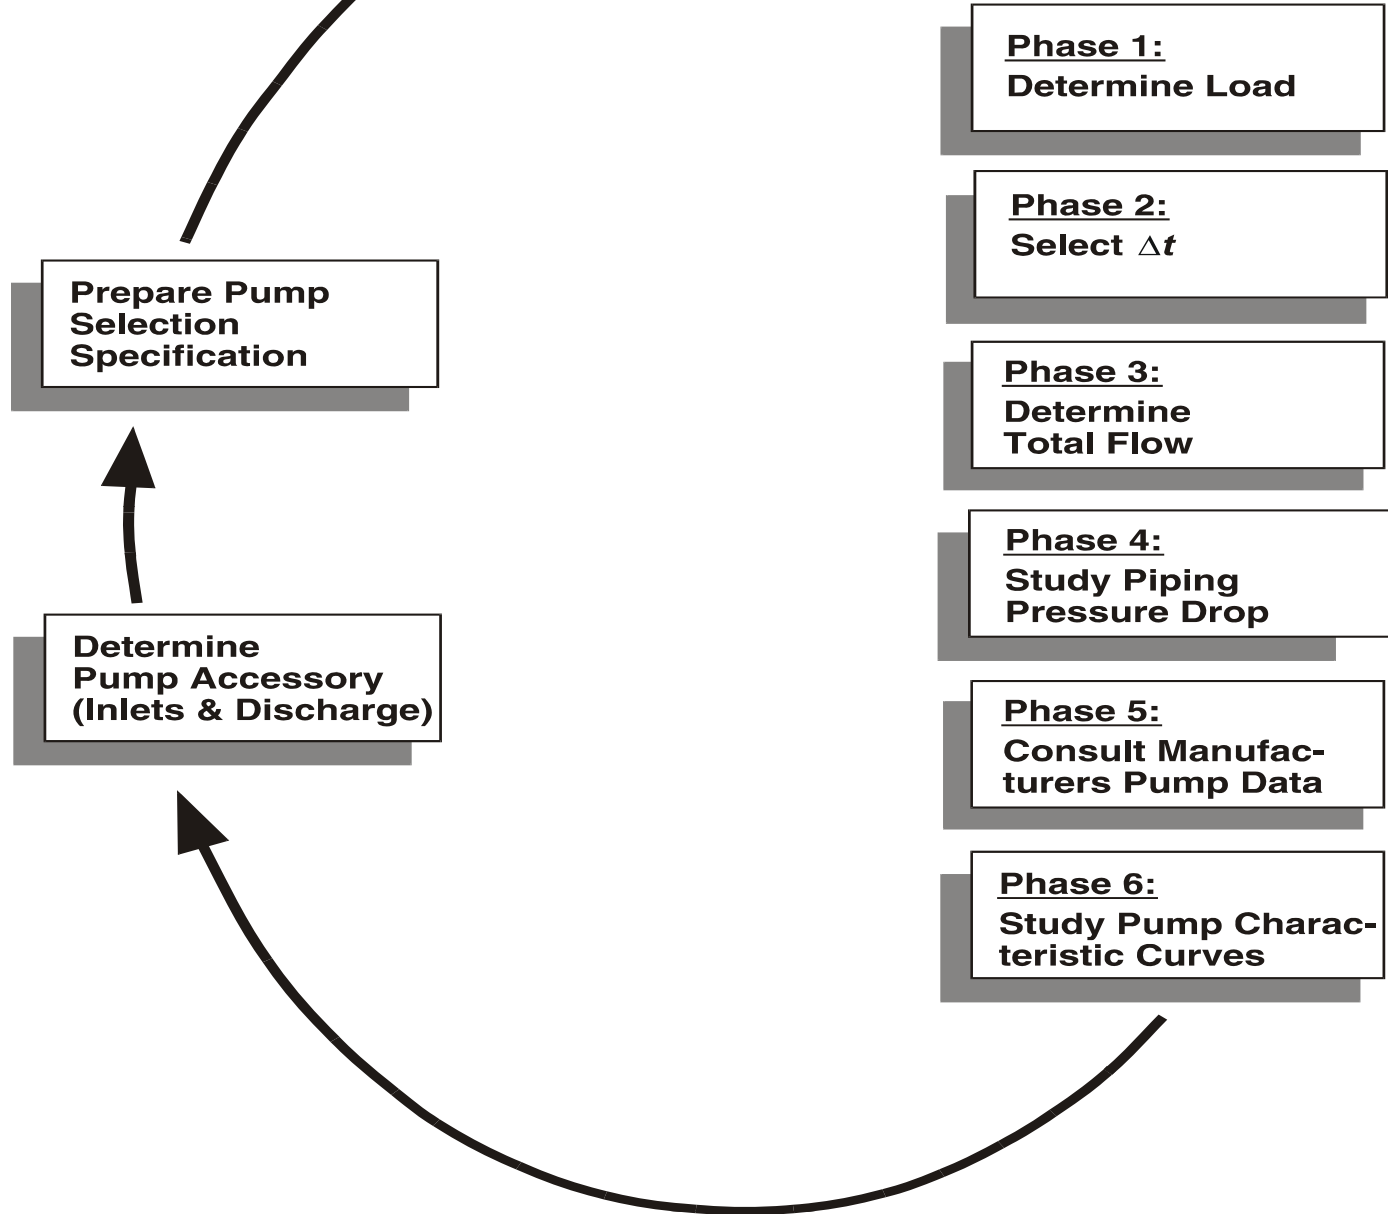 Phase 1:
Determine Load
Phase 2:
Select Δt
Phase 3:
Determine
Total Flow
Phase 4:
Study Piping
Pressure Drop
Phase 5:
Consult Manufac-
turers Pump Data
Phase 6:
Study Pump Charac-
teristic Curves
Determine
Pump Accessory
(Inlets & Discharge)
Prepare Pump
Selection
Specification